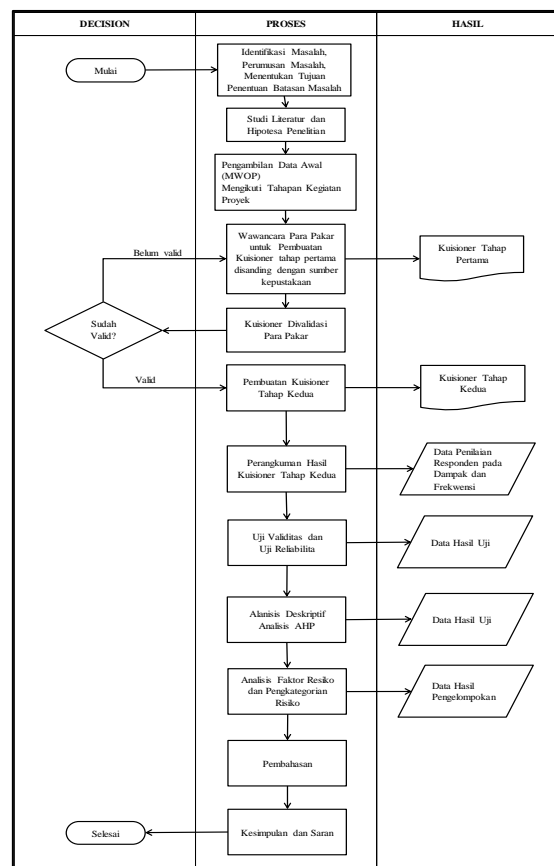 DECISION
PROSES
HASIL
Mulai
Identifikasi Masalah,
Perumusan Masalah,
Menentukan Tujuan
Penentuan Batasan Masalah
Studi Literatur dan
Hipotesa Penelitian
Pengambilan Data Awal
(MWOP)
Mengikuti Tahapan Kegiatan
Proyek
Belum valid
Wawancara Para Pakar
untuk Pembuatan
Kuisioner tahap pertama
disanding dengan sumber
kepustakaan
Kuisioner Tahap
Pertama
Sudah
Valid?
Kuisioner Divalidasi
Para Pakar
Valid
Pembuatan Kuisioner
Tahap Kedua
Kuisioner Tahap
Kedua
Perangkuman Hasil
Kuisioner Tahap Kedua
Data Penilaian
Responden pada
Dampak dan
Frekwensi
Uji Validitas dan
Uji Reliabilita
Data Hasil Uji
Alanisis Deskriptif
Analisis AHP
Data Hasil Uji
Analisis Faktor Resiko
dan Pengkategorian
Risiko
Data Hasil
Pengelompokan
Pembahasan
Selesai
Kesimpulan dan Saran